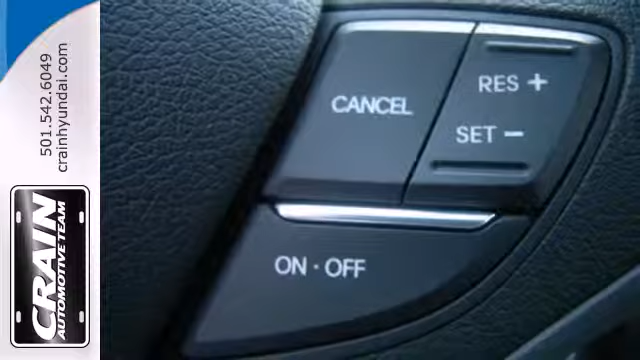 501.542.6049
crainhyundai.com
CRAIN
AUTOMOTIVE TEAM
CANCEL
RES +
SET −
ON · OFF